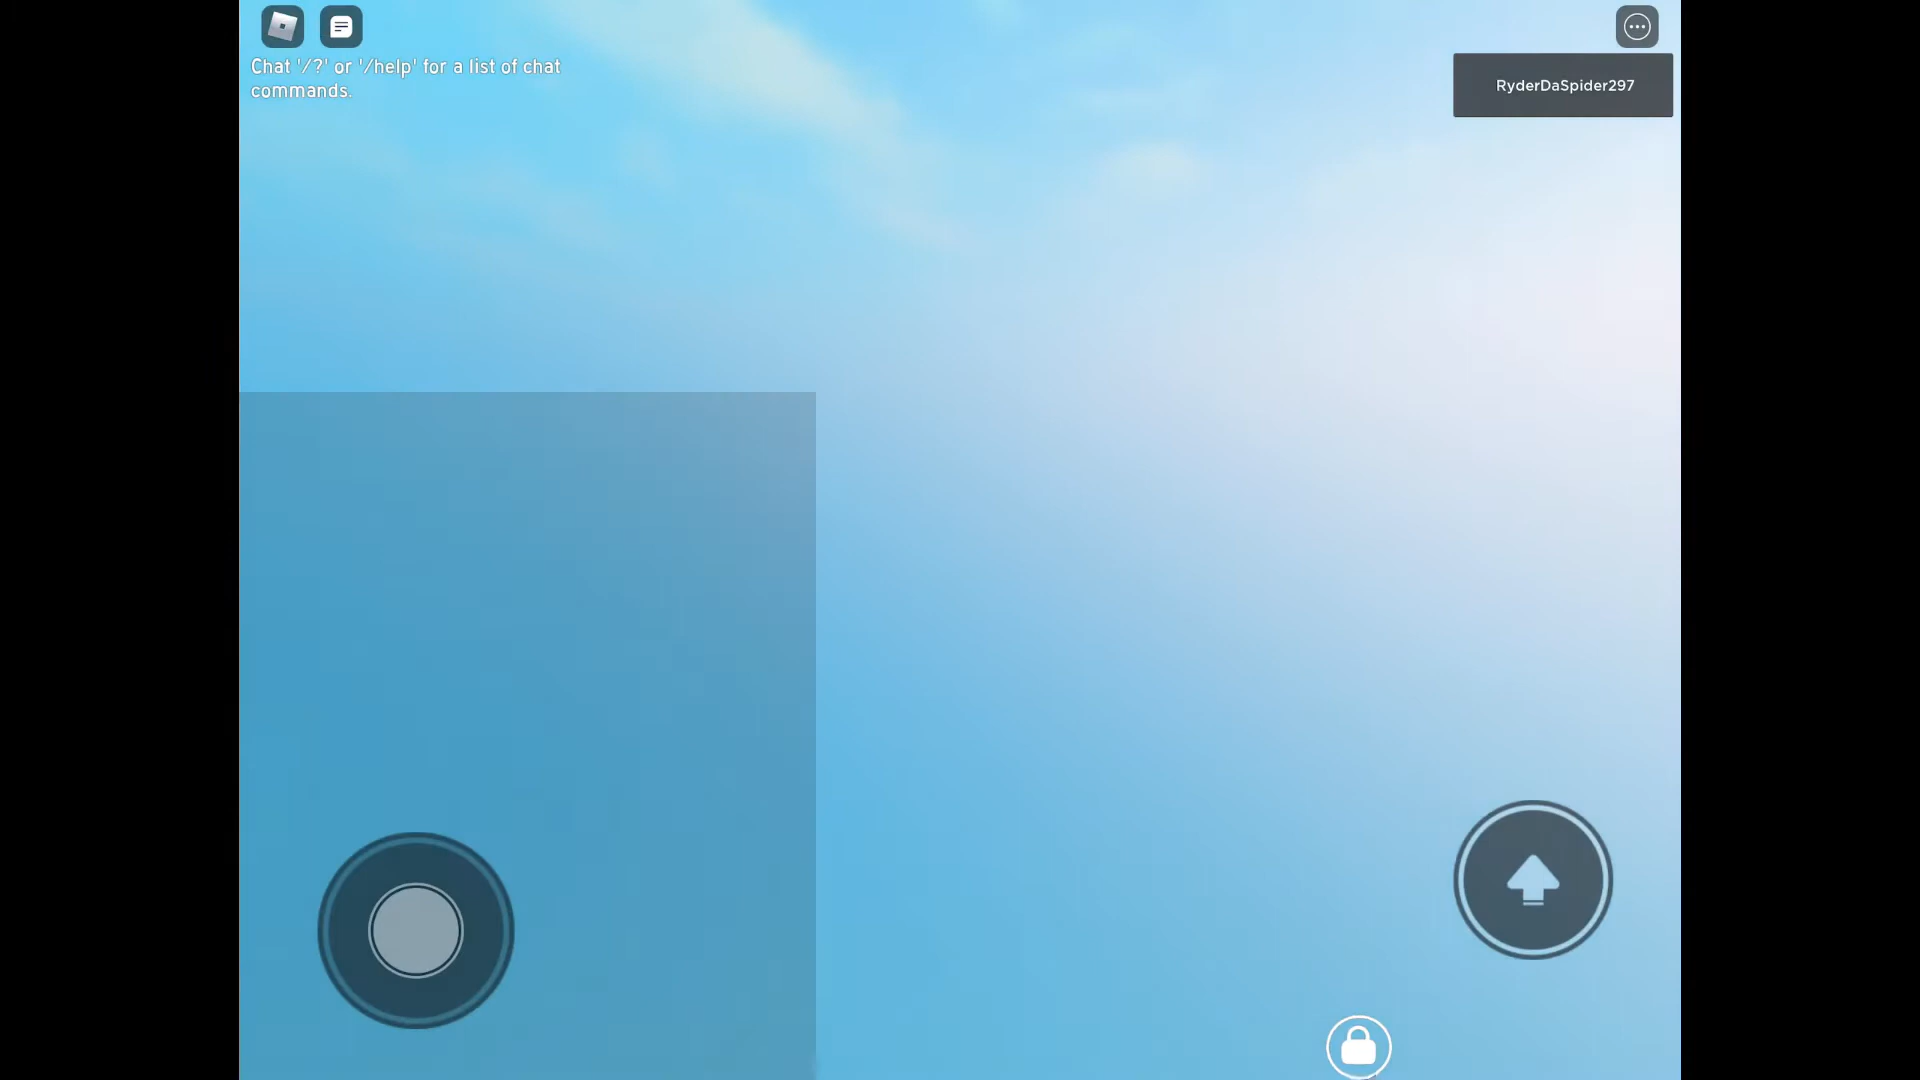 Chat '/?' or '/help' for a list of chat
commands.
RyderDaSpider297